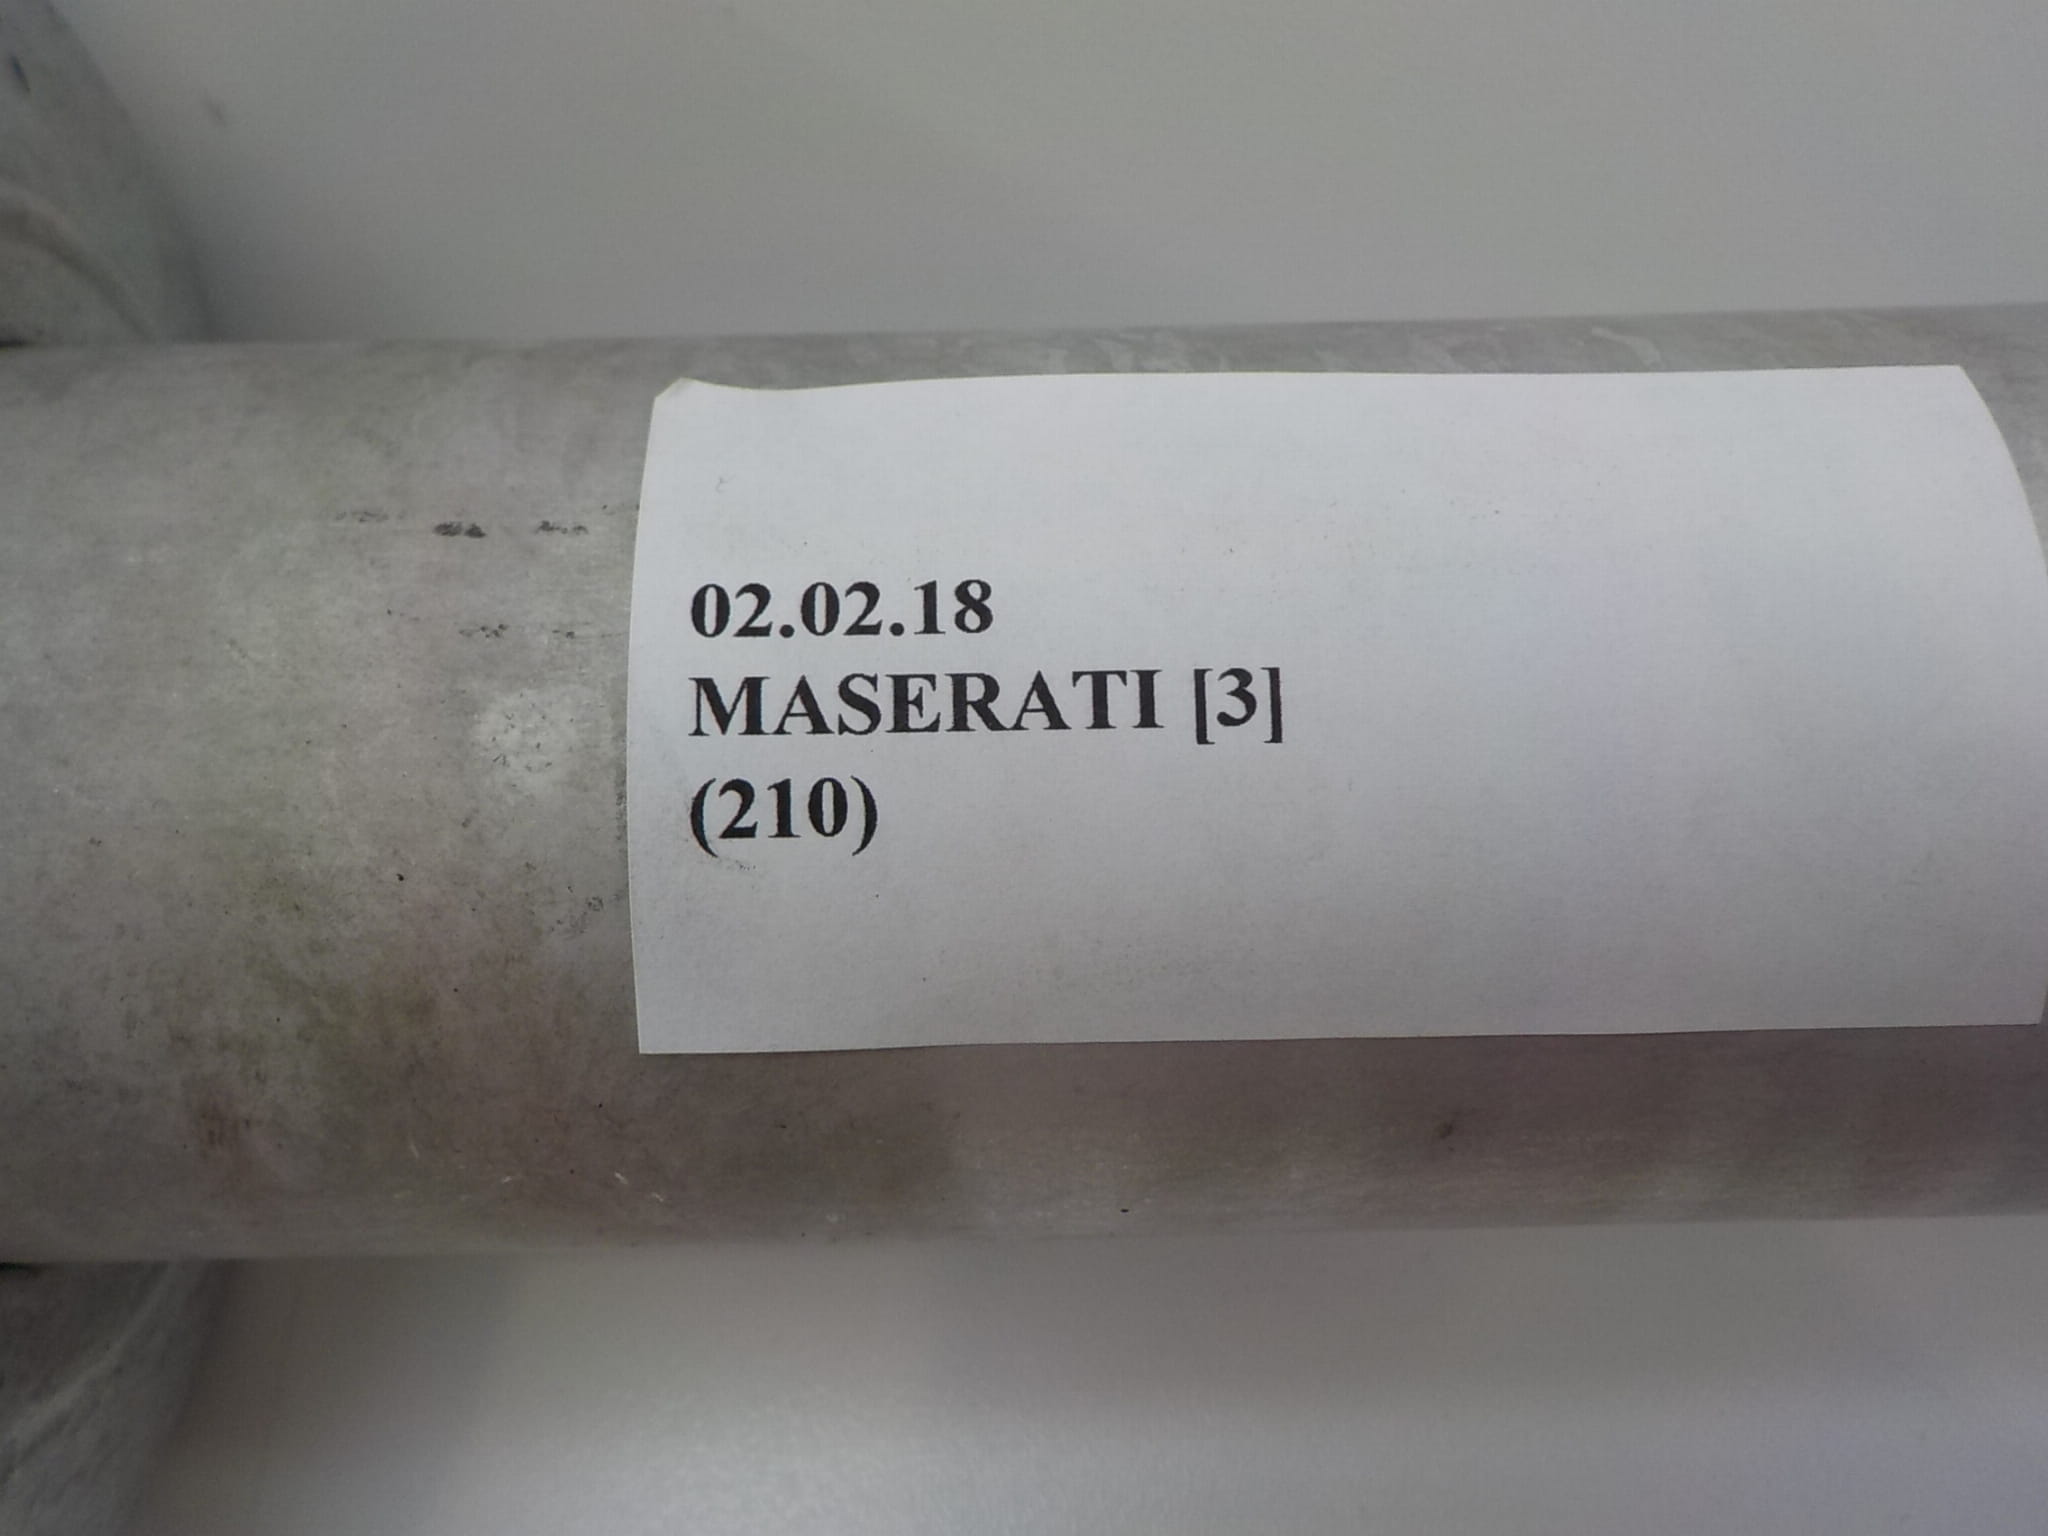 02.02.18
MASERATI [3]
(210)